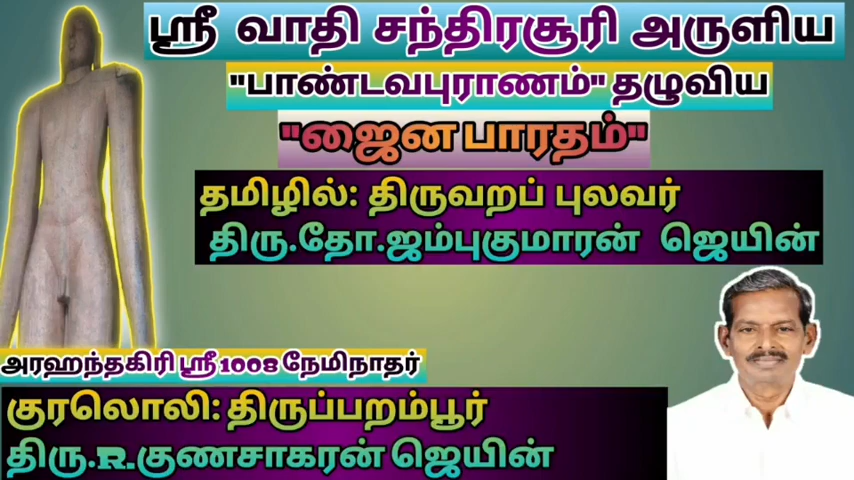 ஸ்ரீ வாதி சந்திரசூரி அருளிய
"பாண்டவபுராணம்" தழுவிய
"ஜைன பாரதம்"
தமிழில்: திருவறப் புலவர்
திரு.தோ.ஜம்புகுமாரன் ஜெயின்
அரஹந்தகிரி ஸ்ரீ 1008 நேமிநாதர்
குரலொலி: திருப்பறம்பூர்
திரு.R.குணசாகரன் ஜெயின்